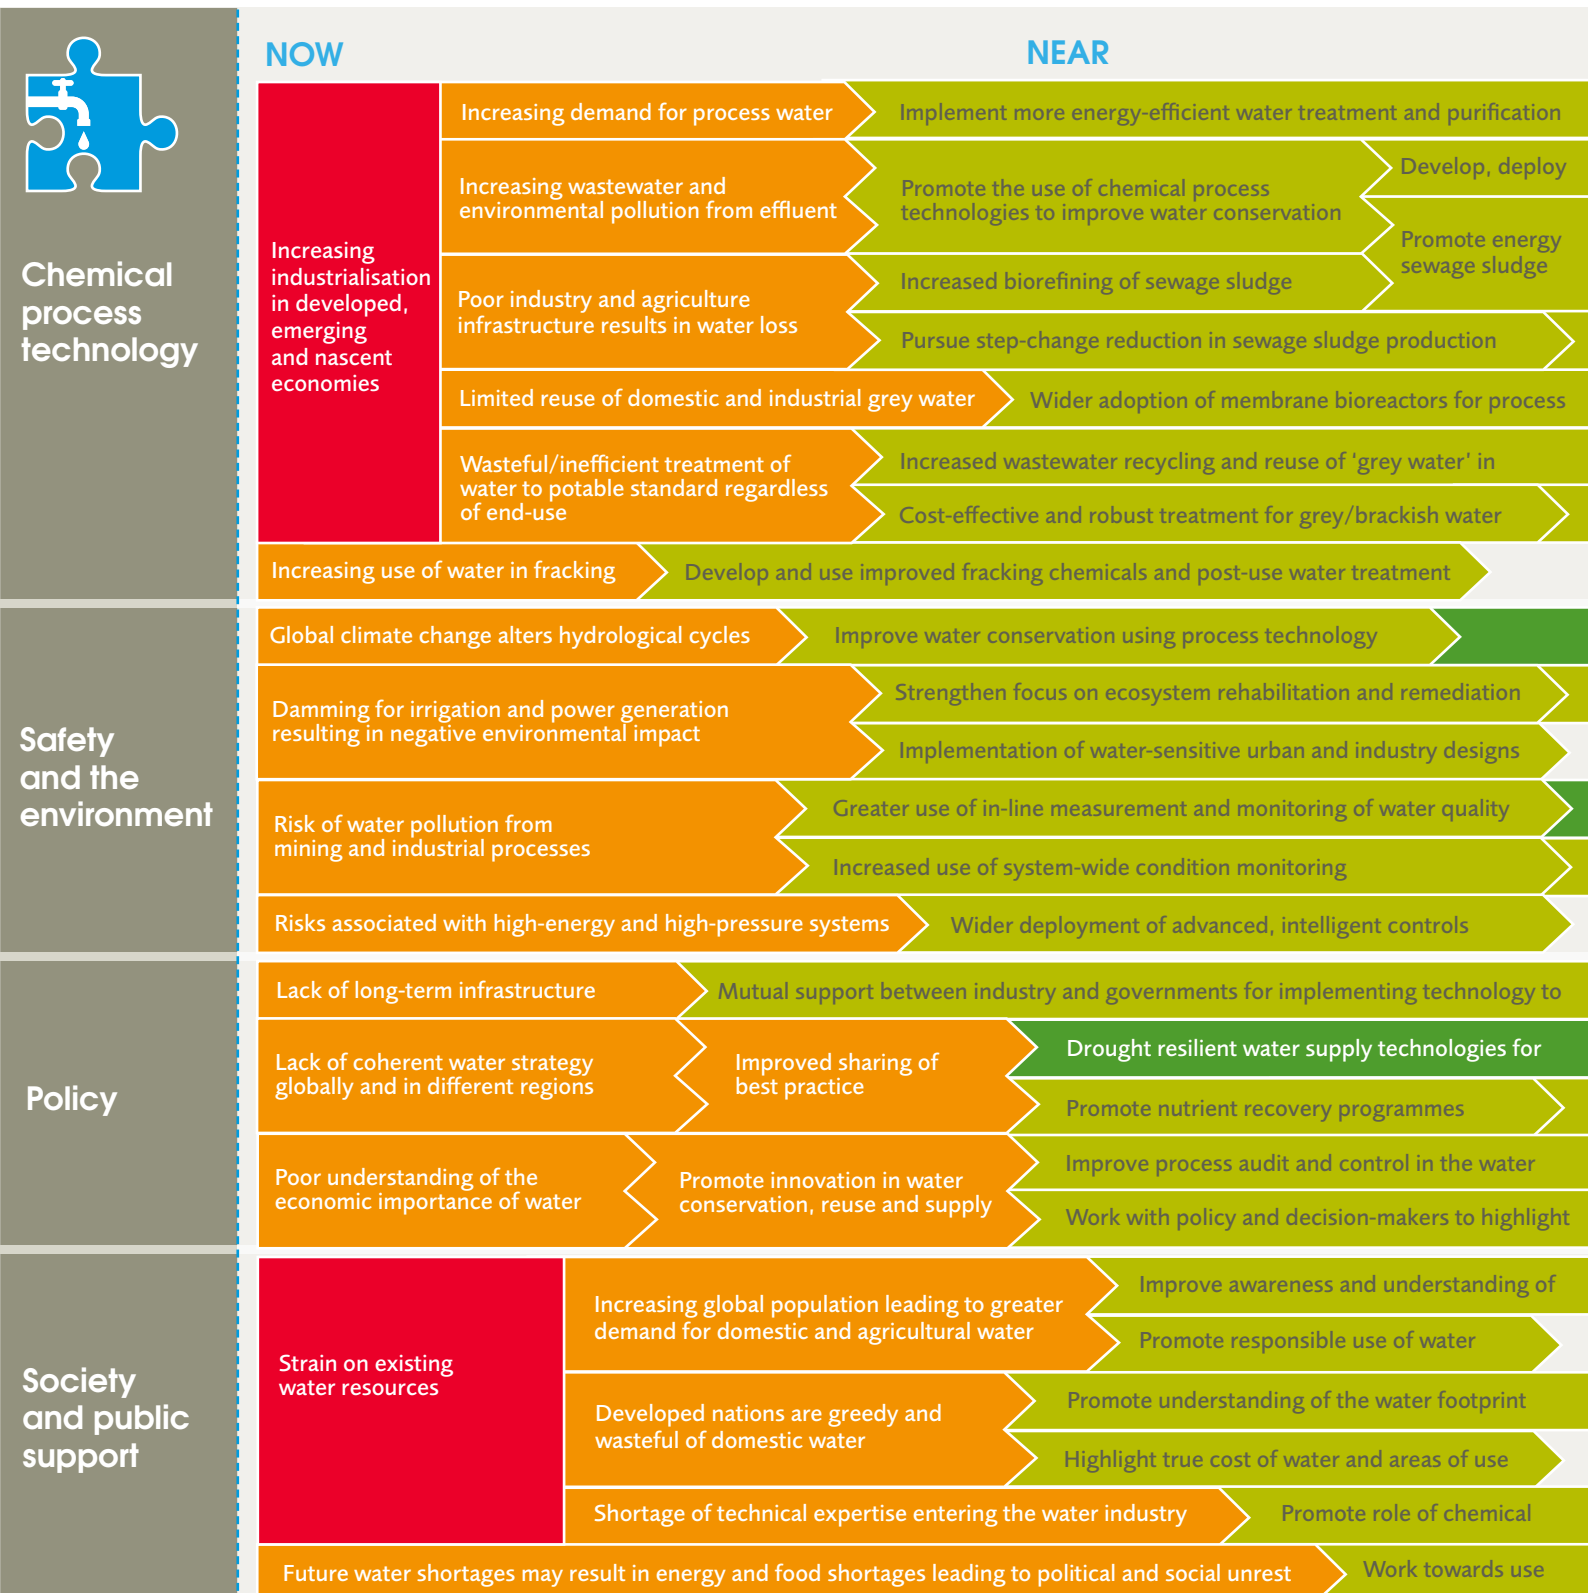 NOW
NEAR
Chemical
process
technology
Increasing
industrialisation
in developed,
emerging
and nascent
economies
Increasing demand for process water
Implement more energy-efficient water treatment and purification
Increasing wastewater and
environmental pollution from effluent
Promote the use of chemical process
technologies to improve water conservation
Develop, deploy
Promote energy
sewage sludge
Poor industry and agriculture
infrastructure results in water loss
Increased biorefining of sewage sludge
Pursue step-change reduction in sewage sludge production
Limited reuse of domestic and industrial grey water
Wider adoption of membrane bioreactors for process
Wasteful/inefficient treatment of
water to potable standard regardless
of end-use
Increased wastewater recycling and reuse of ‘grey water’ in
Cost-effective and robust treatment for grey/brackish water
Increasing use of water in fracking
Develop and use improved fracking chemicals and post-use water treatment
Safety
and the
environment
Global climate change alters hydrological cycles
Improve water conservation using process technology
Damming for irrigation and power generation
resulting in negative environmental impact
Strengthen focus on ecosystem rehabilitation and remediation
Implementation of water-sensitive urban and industry designs
Risk of water pollution from
mining and industrial processes
Greater use of in-line measurement and monitoring of water quality
Increased use of system-wide condition monitoring
Risks associated with high-energy and high-pressure systems
Wider deployment of advanced, intelligent controls
Policy
Lack of long-term infrastructure
Mutual support between industry and governments for implementing technology to
Lack of coherent water strategy
globally and in different regions
Improved sharing of
best practice
Drought resilient water supply technologies for
Promote nutrient recovery programmes
Poor understanding of the
economic importance of water
Promote innovation in water
conservation, reuse and supply
Improve process audit and control in the water
Work with policy and decision-makers to highlight
Society
and public
support
Strain on existing
water resources
Increasing global population leading to greater
demand for domestic and agricultural water
Improve awareness and understanding of
Promote responsible use of water
Developed nations are greedy and
wasteful of domestic water
Promote understanding of the water footprint
Highlight true cost of water and areas of use
Shortage of technical expertise entering the water industry
Promote role of chemical
Future water shortages may result in energy and food shortages leading to political and social unrest
Work towards use